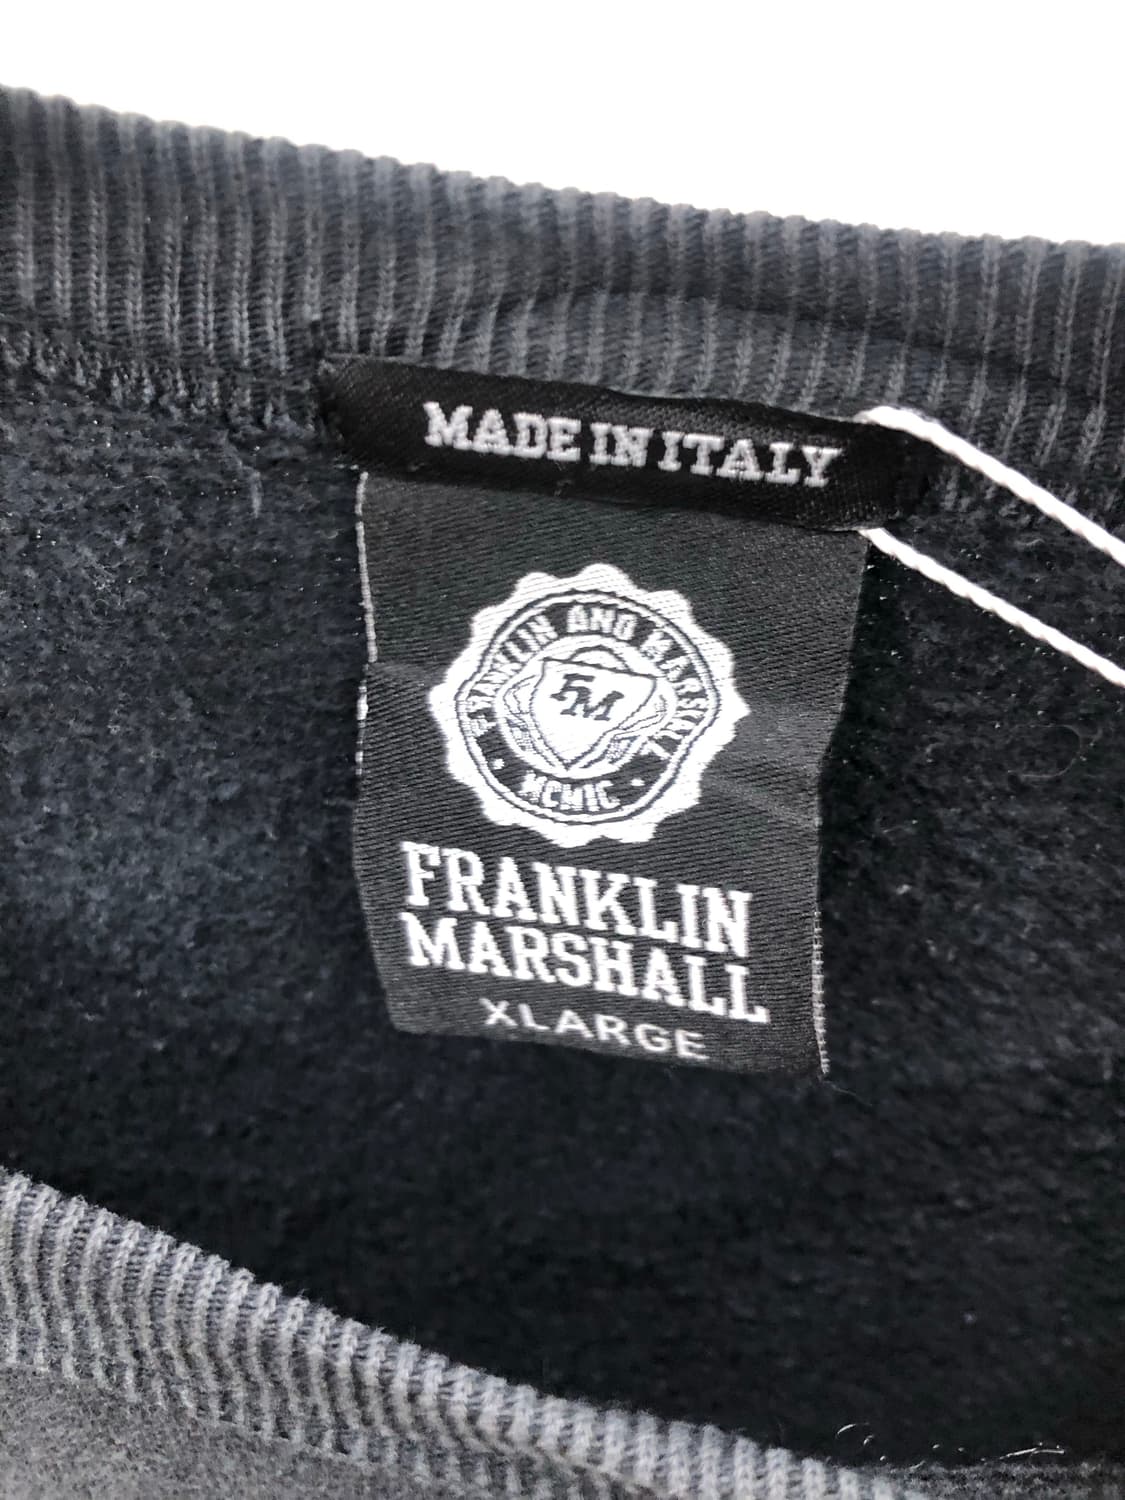 MADE IN ITALY
FRANKLIN AND MARSHALL
FM
• MCMIC •
FRANKLIN
MARSHALL
XLARGE